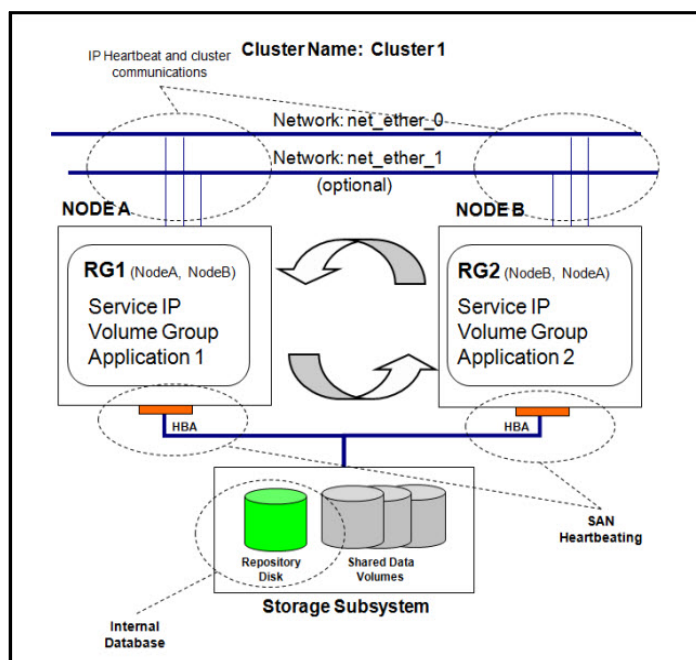 Cluster Name: Cluster 1
IP Heartbeat and cluster
communications
Network: net_ether_0
Network: net_ether_1
(optional)
NODE A
NODE B
RG1 (NodeA, NodeB)
Service IP
Volume Group
Application 1
RG2 (NodeB, NodeA)
Service IP
Volume Group
Application 2
HBA
HBA
SAN
Heartbeating
Repository
Disk
Shared Data
Volumes
Storage Subsystem
Internal
Database